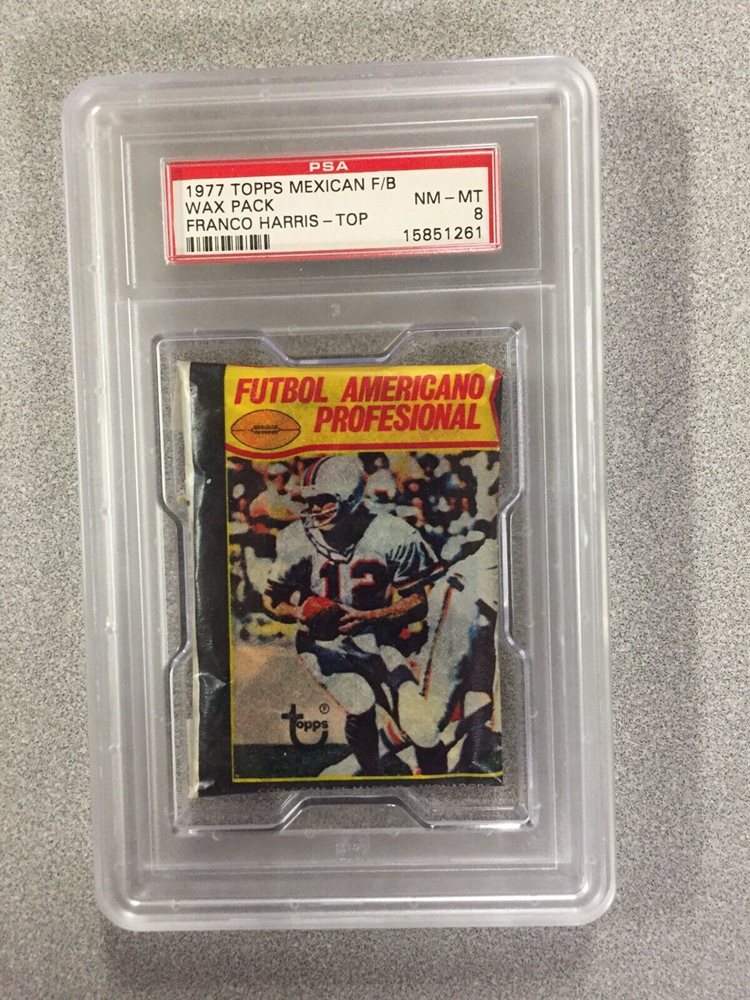 PSA
1977 TOPPS MEXICAN F/B
WAX PACK
NM – MT
8
FRANCO HARRIS – TOP
15851261
FUTBOL AMERICANO
PROFESIONAL
12
topps ®